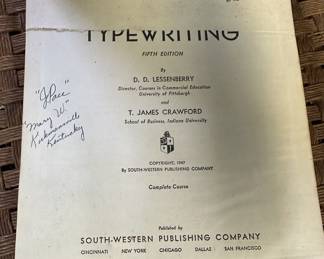 TYPEWRITING
FIFTH EDITION
By
D. D. LESSENBERRY
Director, Courses in Commercial Education
University of Pittsburgh
and
T. JAMES CRAWFORD
School of Business, Indiana University
"J Pace"
"Mary W"
Kentucky
COPYRIGHT, 1947
By SOUTH-WESTERN PUBLISHING COMPANY
Complete Course
Published by
SOUTH-WESTERN PUBLISHING COMPANY
CINCINNATI NEW YORK CHICAGO DALLAS SAN FRANCISCO